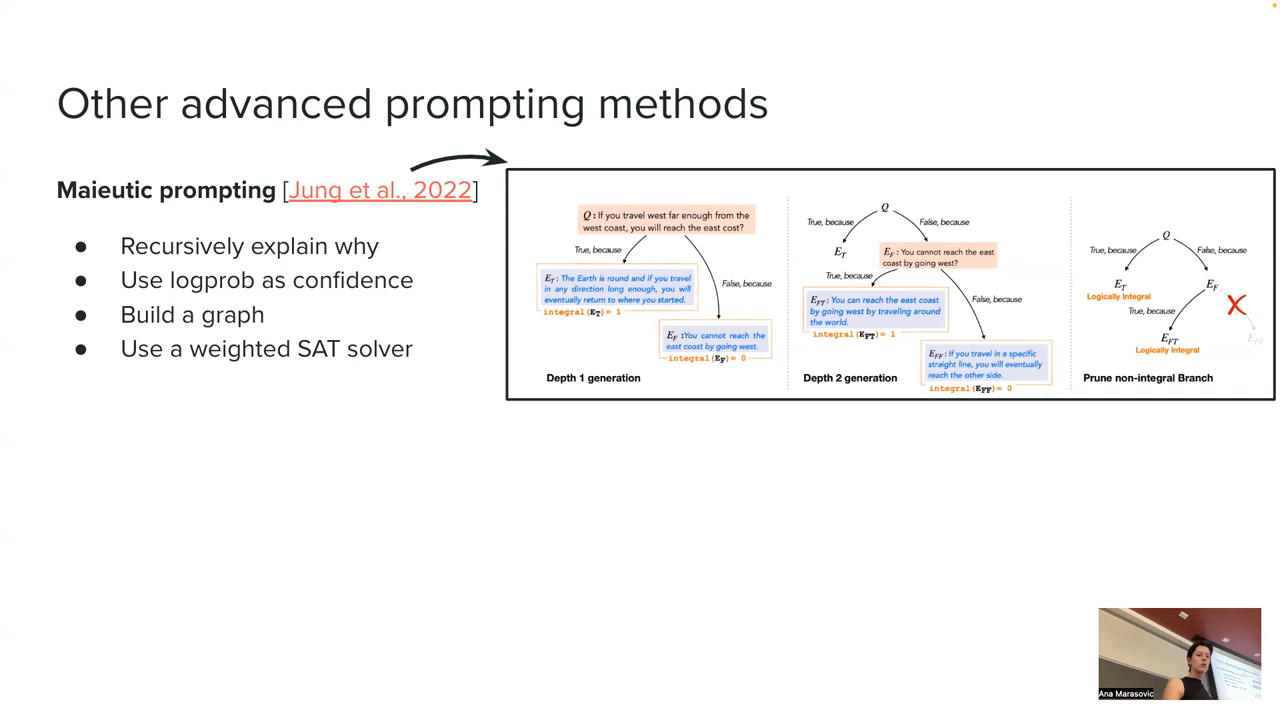 Other advanced prompting methods
Maieutic prompting [Jung et al., 2022]
● Recursively explain why
● Use logprob as confidence
● Build a graph
● Use a weighted SAT solver
Q: If you travel west far enough from the
west coast, you will reach the east cost?
True, because
False, because
E_T: The Earth is round and if you travel
in any direction long enough, you will
eventually return to where you started.
integral(E_T)= 1
E_F :You cannot reach the
east coast by going west.
integral(E_F)= 0
Depth 1 generation
Q
True, because
False, because
E_T
E_F: You cannot reach the east
coast by going west?
True, because
False, because
E_FT: You can reach the east coast
by going west by traveling around
the world.
integral(E_FT)= 1
E_FF: If you travel in a specific
straight line, you will eventually
reach the other side.
integral(E_FF)= 0
Depth 2 generation
Q
True, because
False, because
E_T
Logically Integral
E_F
True, because
E_FT
Logically Integral
E_FF
Prune non-integral Branch
Ana Marasovic